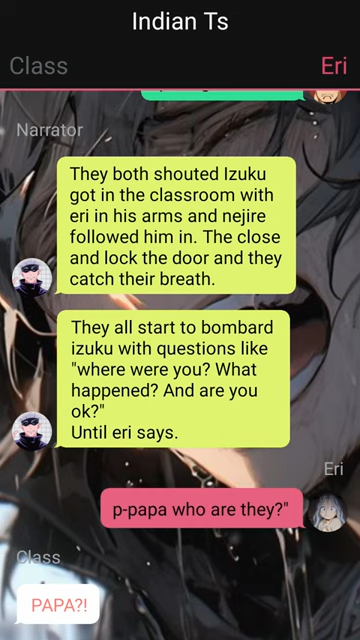 Indian Ts
Class
Eri
Narrator
They both shouted Izuku
got in the classroom with
eri in his arms and nejire
followed him in. The close
and lock the door and they
catch their breath.
They all start to bombard
izuku with questions like
"where were you? What
happened? And are you
ok?"
Until eri says.
Eri
p-papa who are they?"
Class
PAPA?!